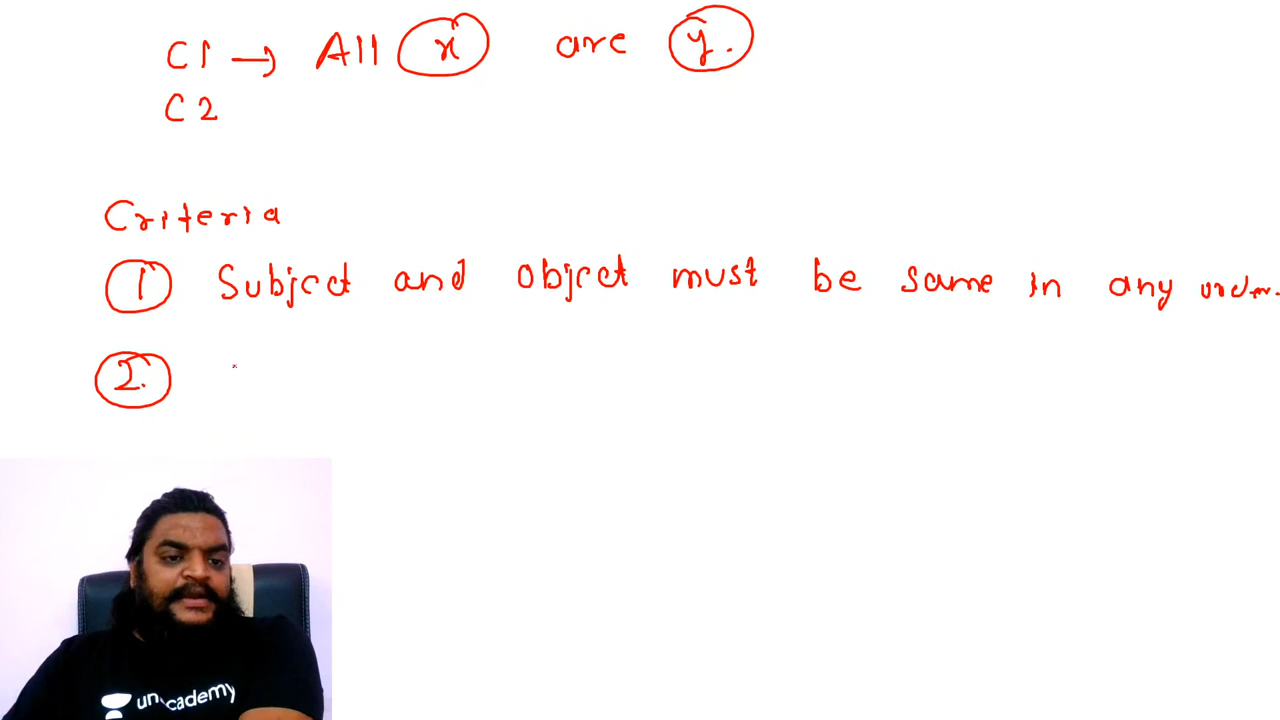 C1 → All x are y.
C2
Criteria
1 Subject and object must be same in any order.
2.
unacademy